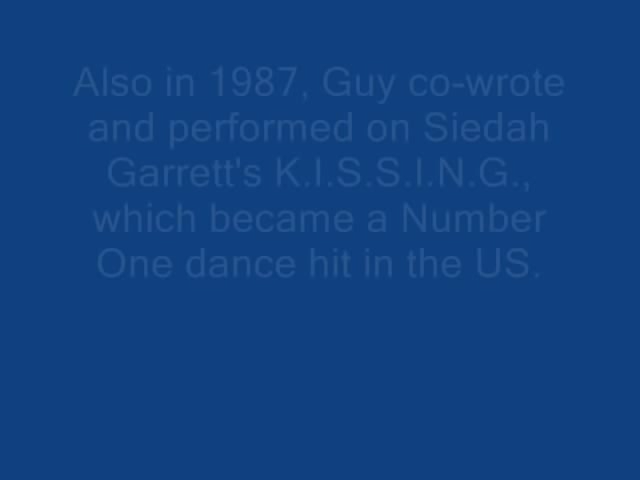 Also in 1987, Guy co-wrote
and performed on Siedah
Garrett's K.I.S.S.I.N.G.,
which became a Number
One dance hit in the US.